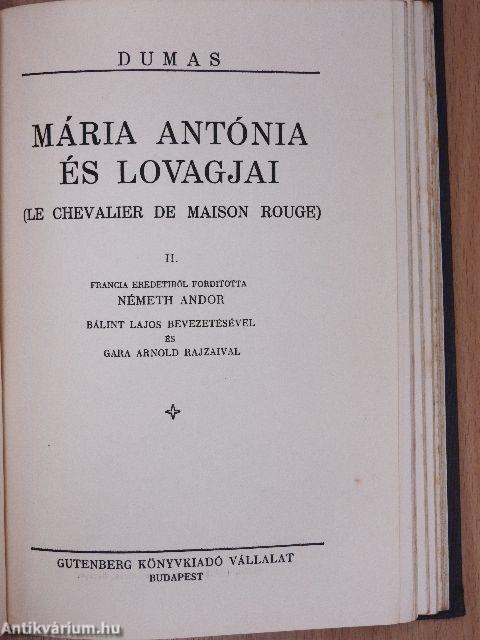 DUMAS
MÁRIA ANTÓNIA
ÉS LOVAGJAI
(LE CHEVALIER DE MAISON ROUGE)
II.
FRANCIA EREDETIBŐL FORDITOTTA
NÉMETH ANDOR
BÁLINT LAJOS BEVEZETÉSÉVEL
ÉS
GARA ARNOLD RAJZAIVAL
GUTENBERG KÖNYVKIADÓ VÁLLALAT
BUDAPEST
Antikvárium.hu